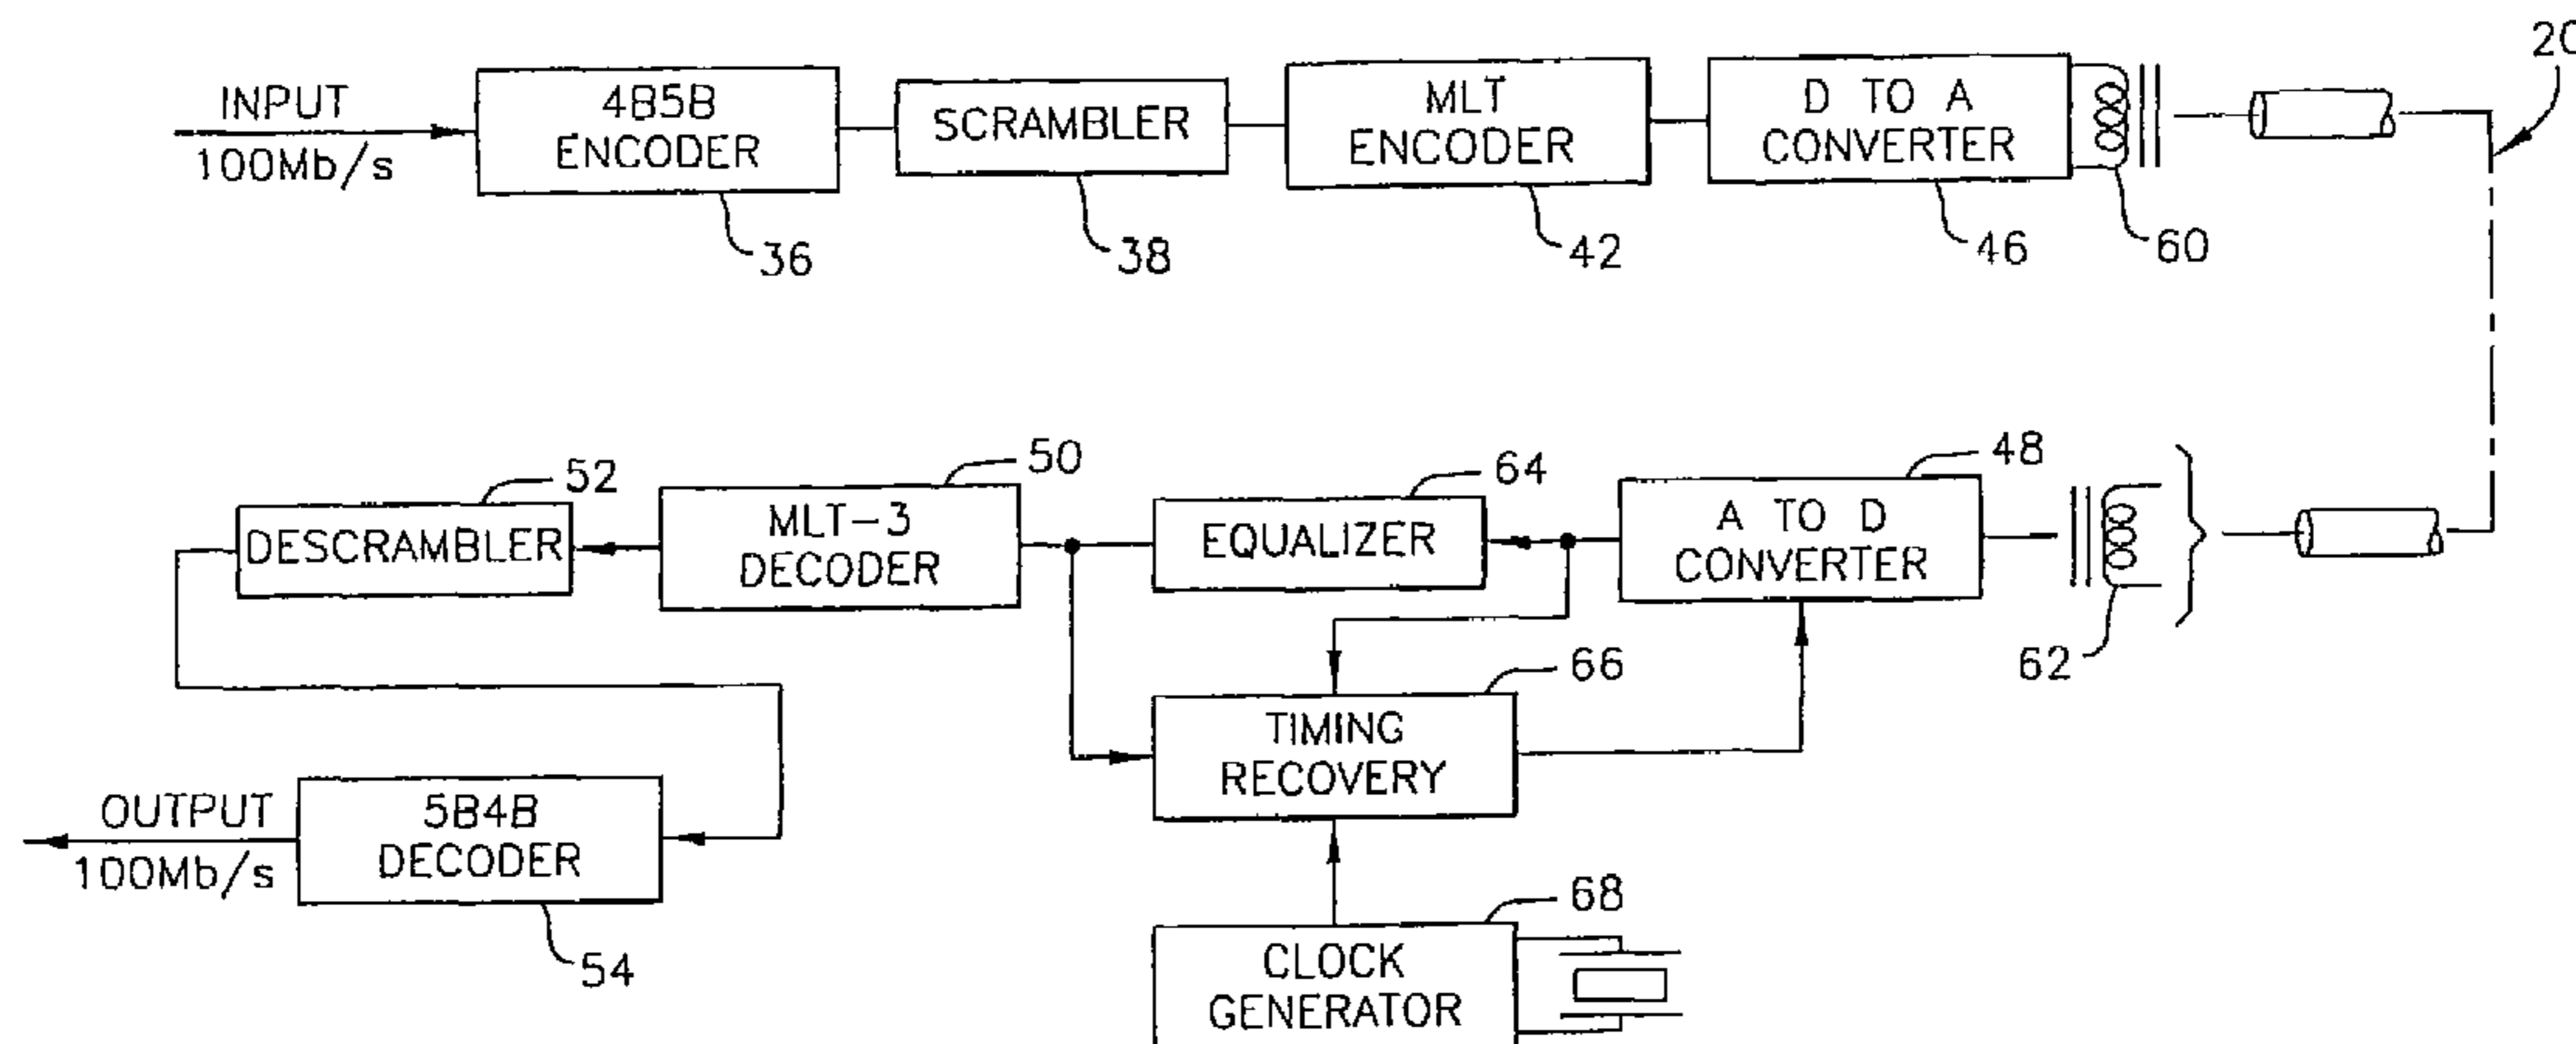 INPUT
100Mb/s
4B5B
ENCODER
36
SCRAMBLER
38
MLT
ENCODER
42
D TO A
CONVERTER
46
60
20
DESCRAMBLER
52
MLT-3
DECODER
50
EQUALIZER
64
A TO D
CONVERTER
48
62
TIMING
RECOVERY
66
OUTPUT
100Mb/s
5B4B
DECODER
54
CLOCK
GENERATOR
68